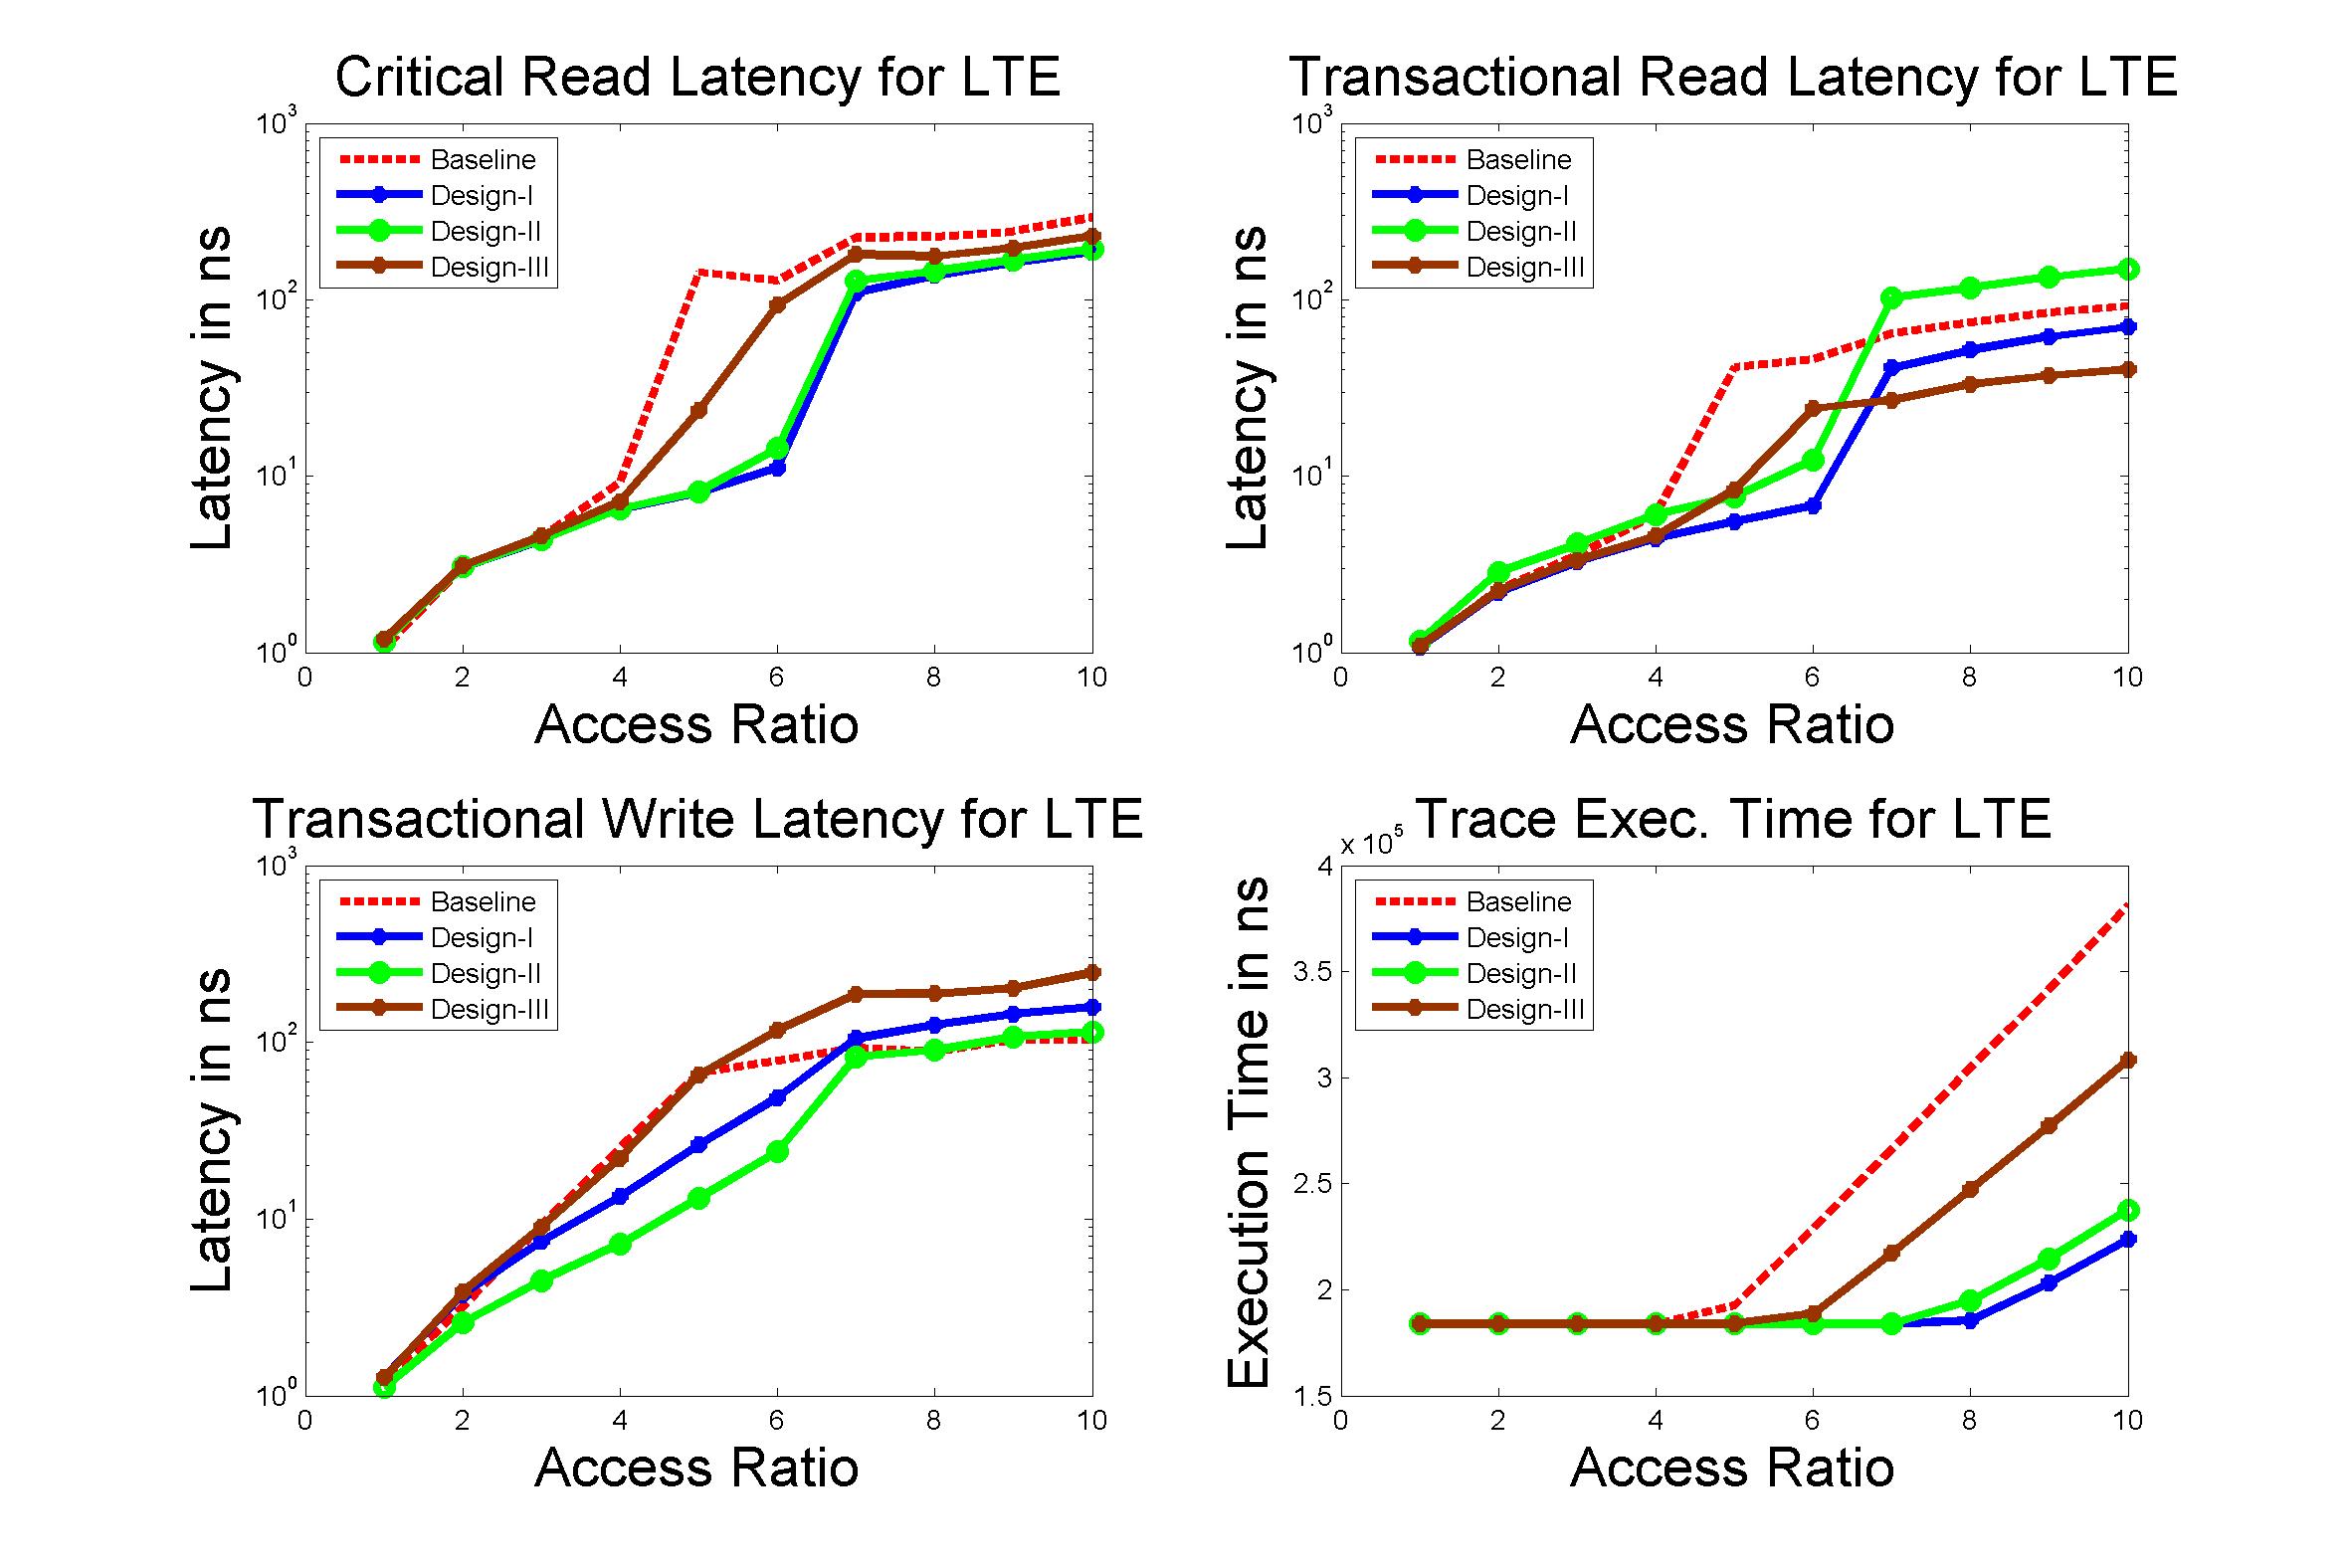 Critical Read Latency for LTE
10^3
10^2
10^1
10^0
Latency in ns
Baseline
Design-I
Design-II
Design-III
0 2 4 6 8 10
Access Ratio
Transactional Read Latency for LTE
10^3
10^2
10^1
10^0
Latency in ns
Baseline
Design-I
Design-II
Design-III
0 2 4 6 8 10
Access Ratio
Transactional Write Latency for LTE
10^3
10^2
10^1
10^0
Latency in ns
Baseline
Design-I
Design-II
Design-III
0 2 4 6 8 10
Access Ratio
Trace Exec. Time for LTE
x 10^5
4
3.5
3
2.5
2
1.5
Execution Time in ns
Baseline
Design-I
Design-II
Design-III
0 2 4 6 8 10
Access Ratio